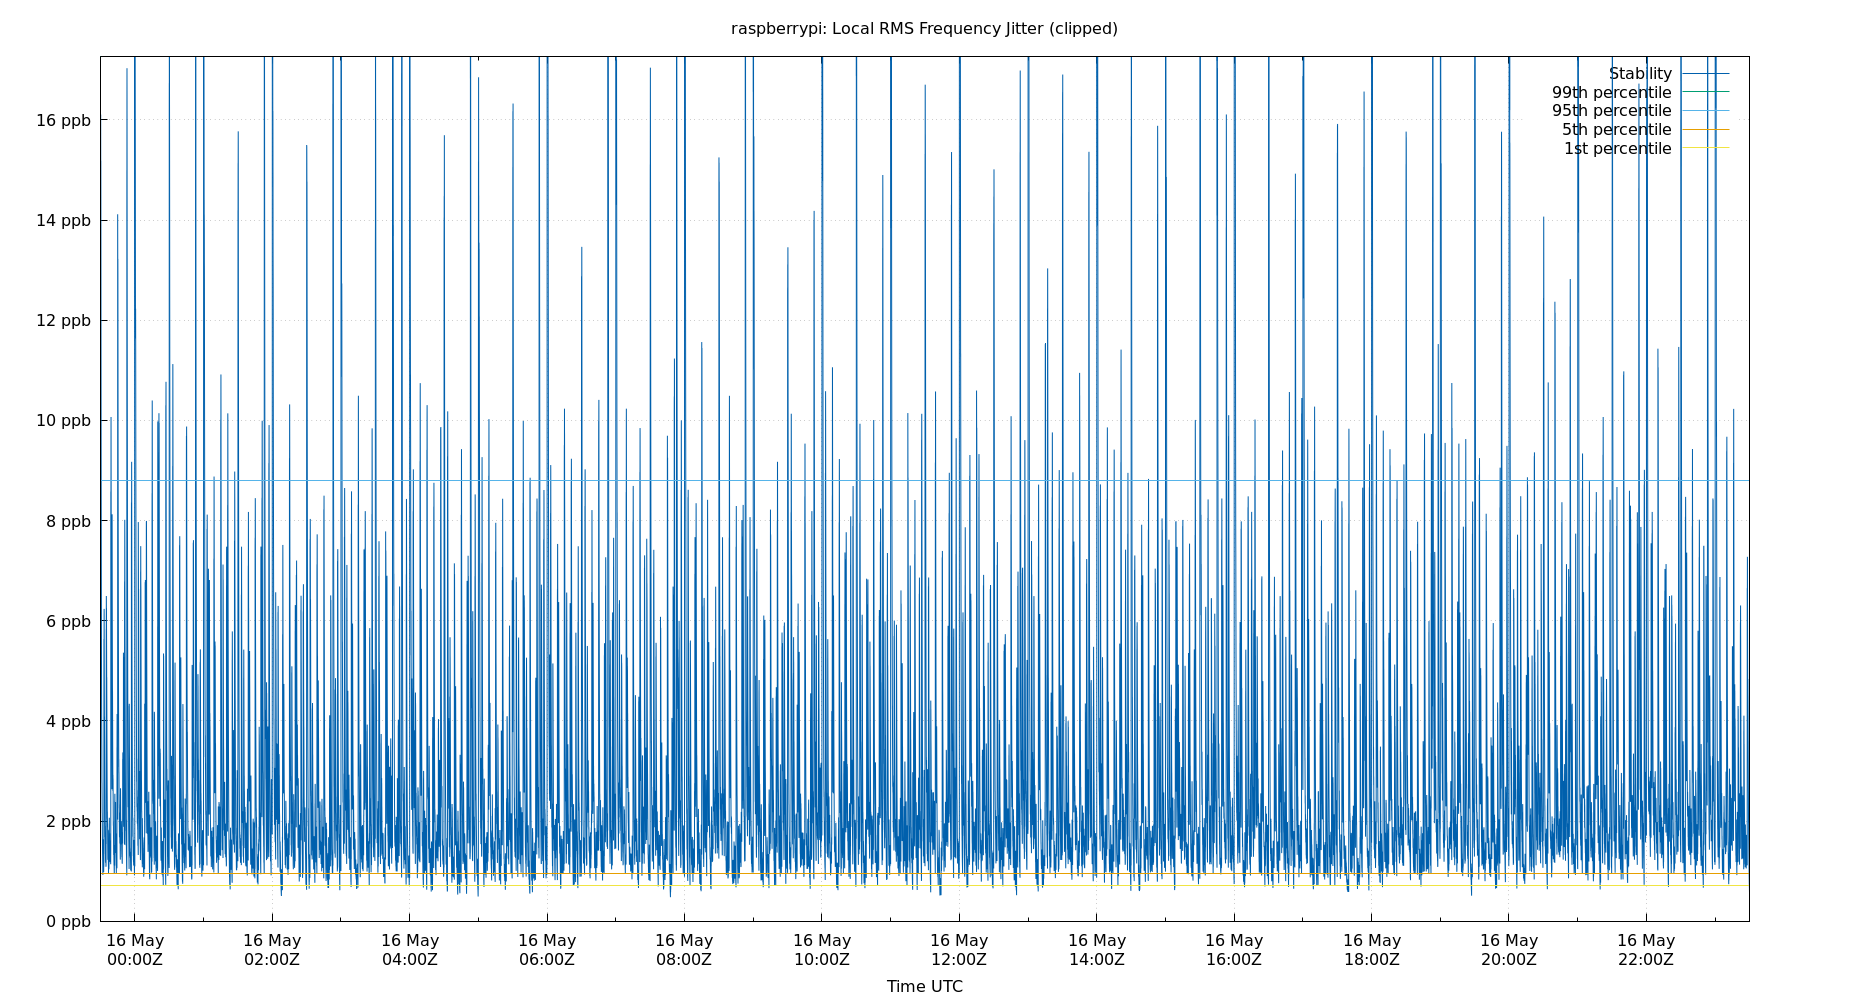 raspberrypi: Local RMS Frequency Jitter (clipped)
Stability
99th percentile
95th percentile
5th percentile
1st percentile
16 ppb
14 ppb
12 ppb
10 ppb
8 ppb
6 ppb
4 ppb
2 ppb
0 ppb
16 May 16 May 16 May 16 May 16 May 16 May 16 May 16 May 16 May 16 May 16 May 16 May
00:00Z 02:00Z 04:00Z 06:00Z 08:00Z 10:00Z 12:00Z 14:00Z 16:00Z 18:00Z 20:00Z 22:00Z
Time UTC